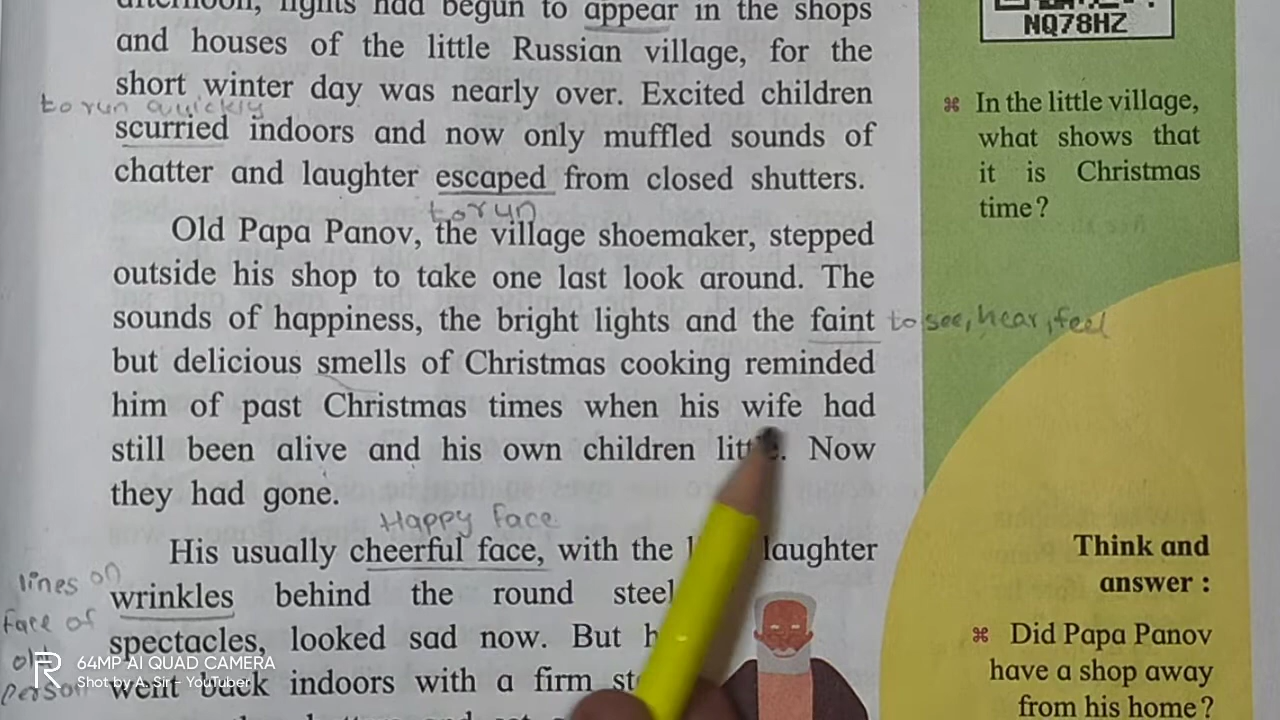 afternoon, lights had begun to appear in the shops
and houses of the little Russian village, for the
short winter day was nearly over. Excited children
to run quickly
scurried indoors and now only muffled sounds of
chatter and laughter escaped from closed shutters.
to run
Old Papa Panov, the village shoemaker, stepped
outside his shop to take one last look around. The
sounds of happiness, the bright lights and the faint
to see, hear, feel
but delicious smells of Christmas cooking reminded
him of past Christmas times when his wife had
still been alive and his own children little. Now
they had gone.
Happy face
His usually cheerful face, with the laughter
lines on
wrinkles behind the round steel
face of
spectacles, looked sad now. But
old
person
went back indoors with a firm
NQ78HZ
⌘ In the little village,
what shows that
it is Christmas
time?
Think and
answer :
⌘ Did Papa Panov
have a shop away
from his home?
64MP AI QUAD CAMERA
Shot by A. Sir - YouTuber